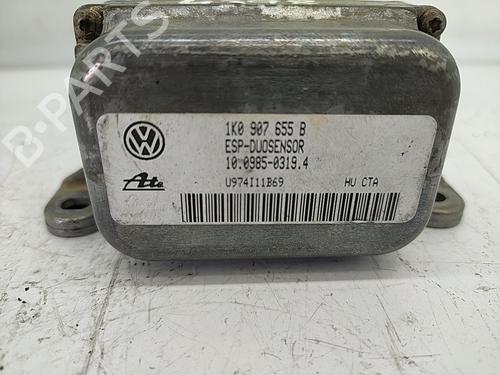 B-PARTS
1K0 907 655 B
ESP-DUOSENSOR
10.0985-0319.4
Ate
U974I11B69 HU CTA